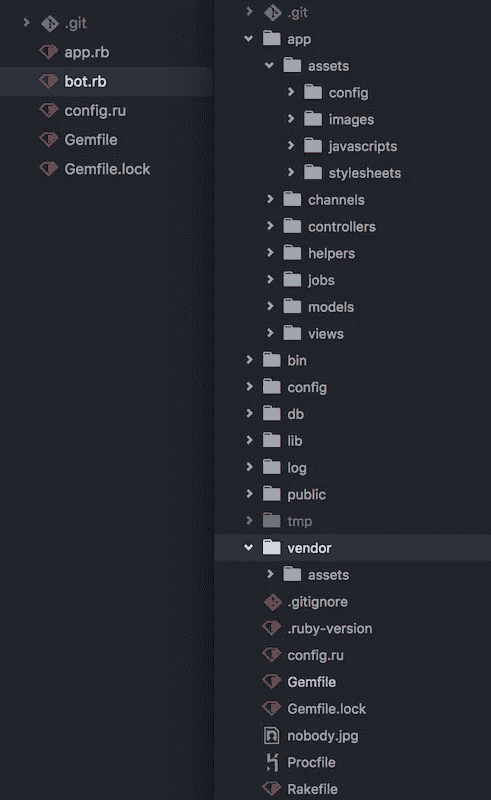 .git
app.rb
bot.rb
config.ru
Gemfile
Gemfile.lock
.git
app
assets
config
images
javascripts
stylesheets
channels
controllers
helpers
jobs
models
views
bin
config
db
lib
log
public
tmp
vendor
assets
.gitignore
.ruby-version
config.ru
Gemfile
Gemfile.lock
nobody.jpg
Procfile
Rakefile